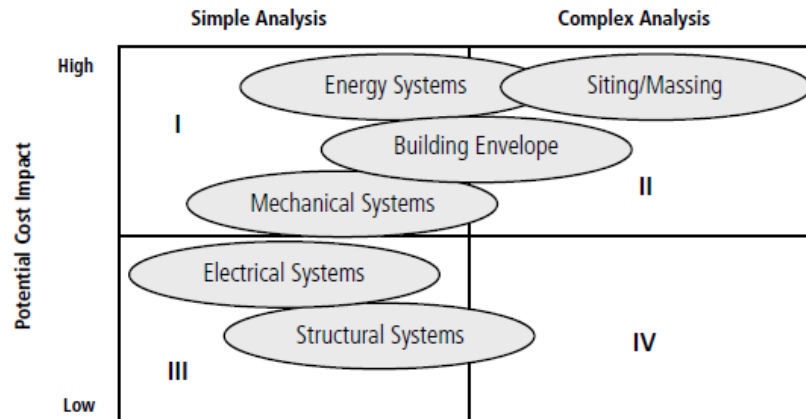 Simple Analysis
Complex Analysis
High
Energy Systems
Siting/Massing
I
Building Envelope
II
Mechanical Systems
Potential Cost Impact
Electrical Systems
Structural Systems
IV
III
Low